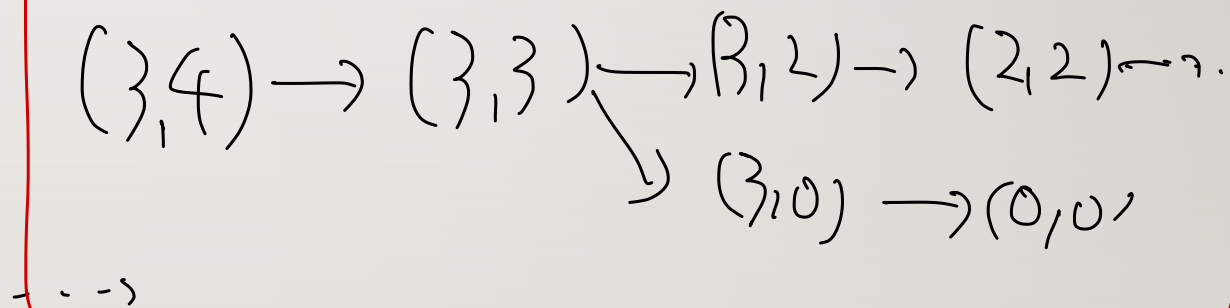 (3,4) → (3,3) → (3,2) → (2,2) → ...
(3,0) → (0,0)